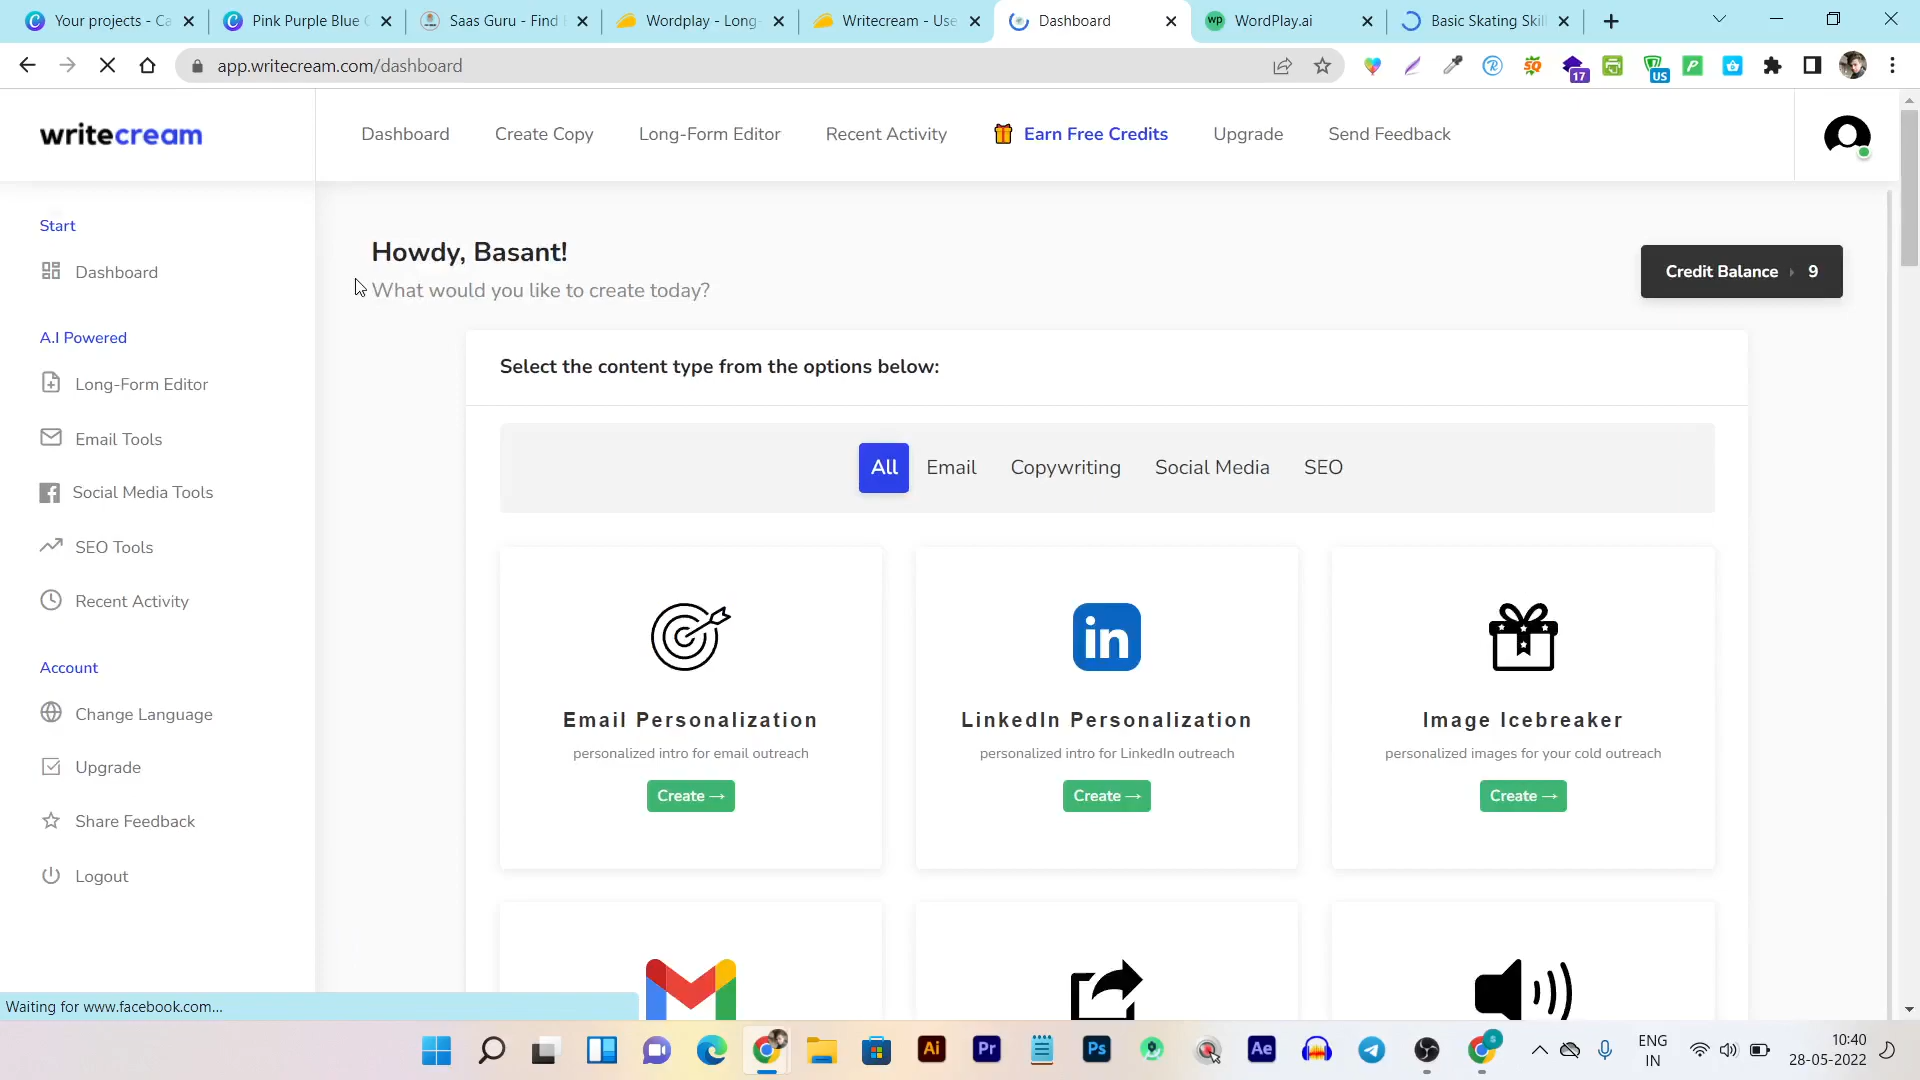 Your projects - Ca
Pink Purple Blue
Saas Guru - Find
Wordplay - Long-
Writecream - Use
Dashboard
WordPlay.ai
Basic Skating Skil
app.writecream.com/dashboard
17
US
writecream
Dashboard
Create Copy
Long-Form Editor
Recent Activity
Earn Free Credits
Upgrade
Send Feedback
Start
Dashboard
A.I Powered
Long-Form Editor
Email Tools
Social Media Tools
SEO Tools
Recent Activity
Account
Change Language
Upgrade
Share Feedback
Logout
Howdy, Basant!
What would you like to create today?
Credit Balance 9
Select the content type from the options below:
All
Email
Copywriting
Social Media
SEO
Email Personalization
personalized intro for email outreach
Create →
LinkedIn Personalization
personalized intro for LinkedIn outreach
Create →
Image Icebreaker
personalized images for your cold outreach
Create →
Waiting for www.facebook.com...
Ai
Pr
Ps
Ae
ENG
IN
10:40
28-05-2022